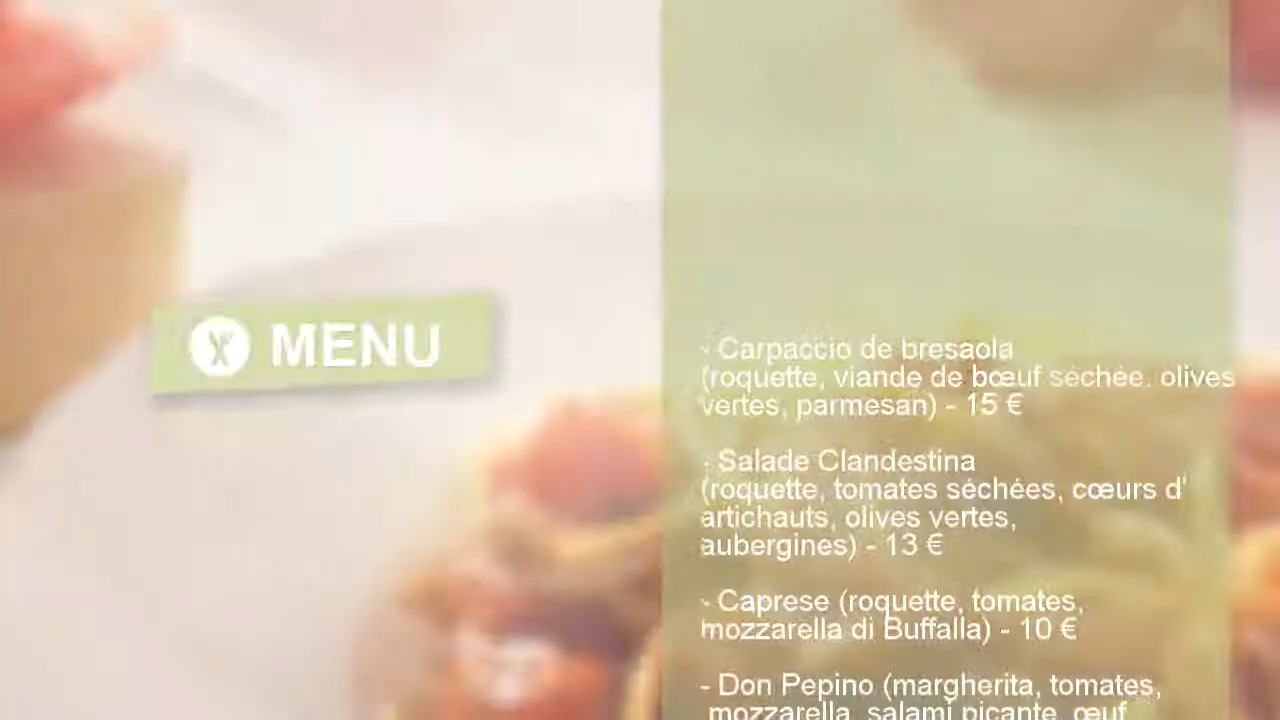 MENU
- Carpaccio de bresaola
(roquette, viande de bœuf séchée. olives
vertes, parmesan) - 15 €
- Salade Clandestina
(roquette, tomates séchées, cœurs d'
artichauts, olives vertes,
aubergines) - 13 €
- Caprese (roquette, tomates,
mozzarella di Buffalla) - 10 €
- Don Pepino (margherita, tomates,
mozzarella, salami picante, œuf